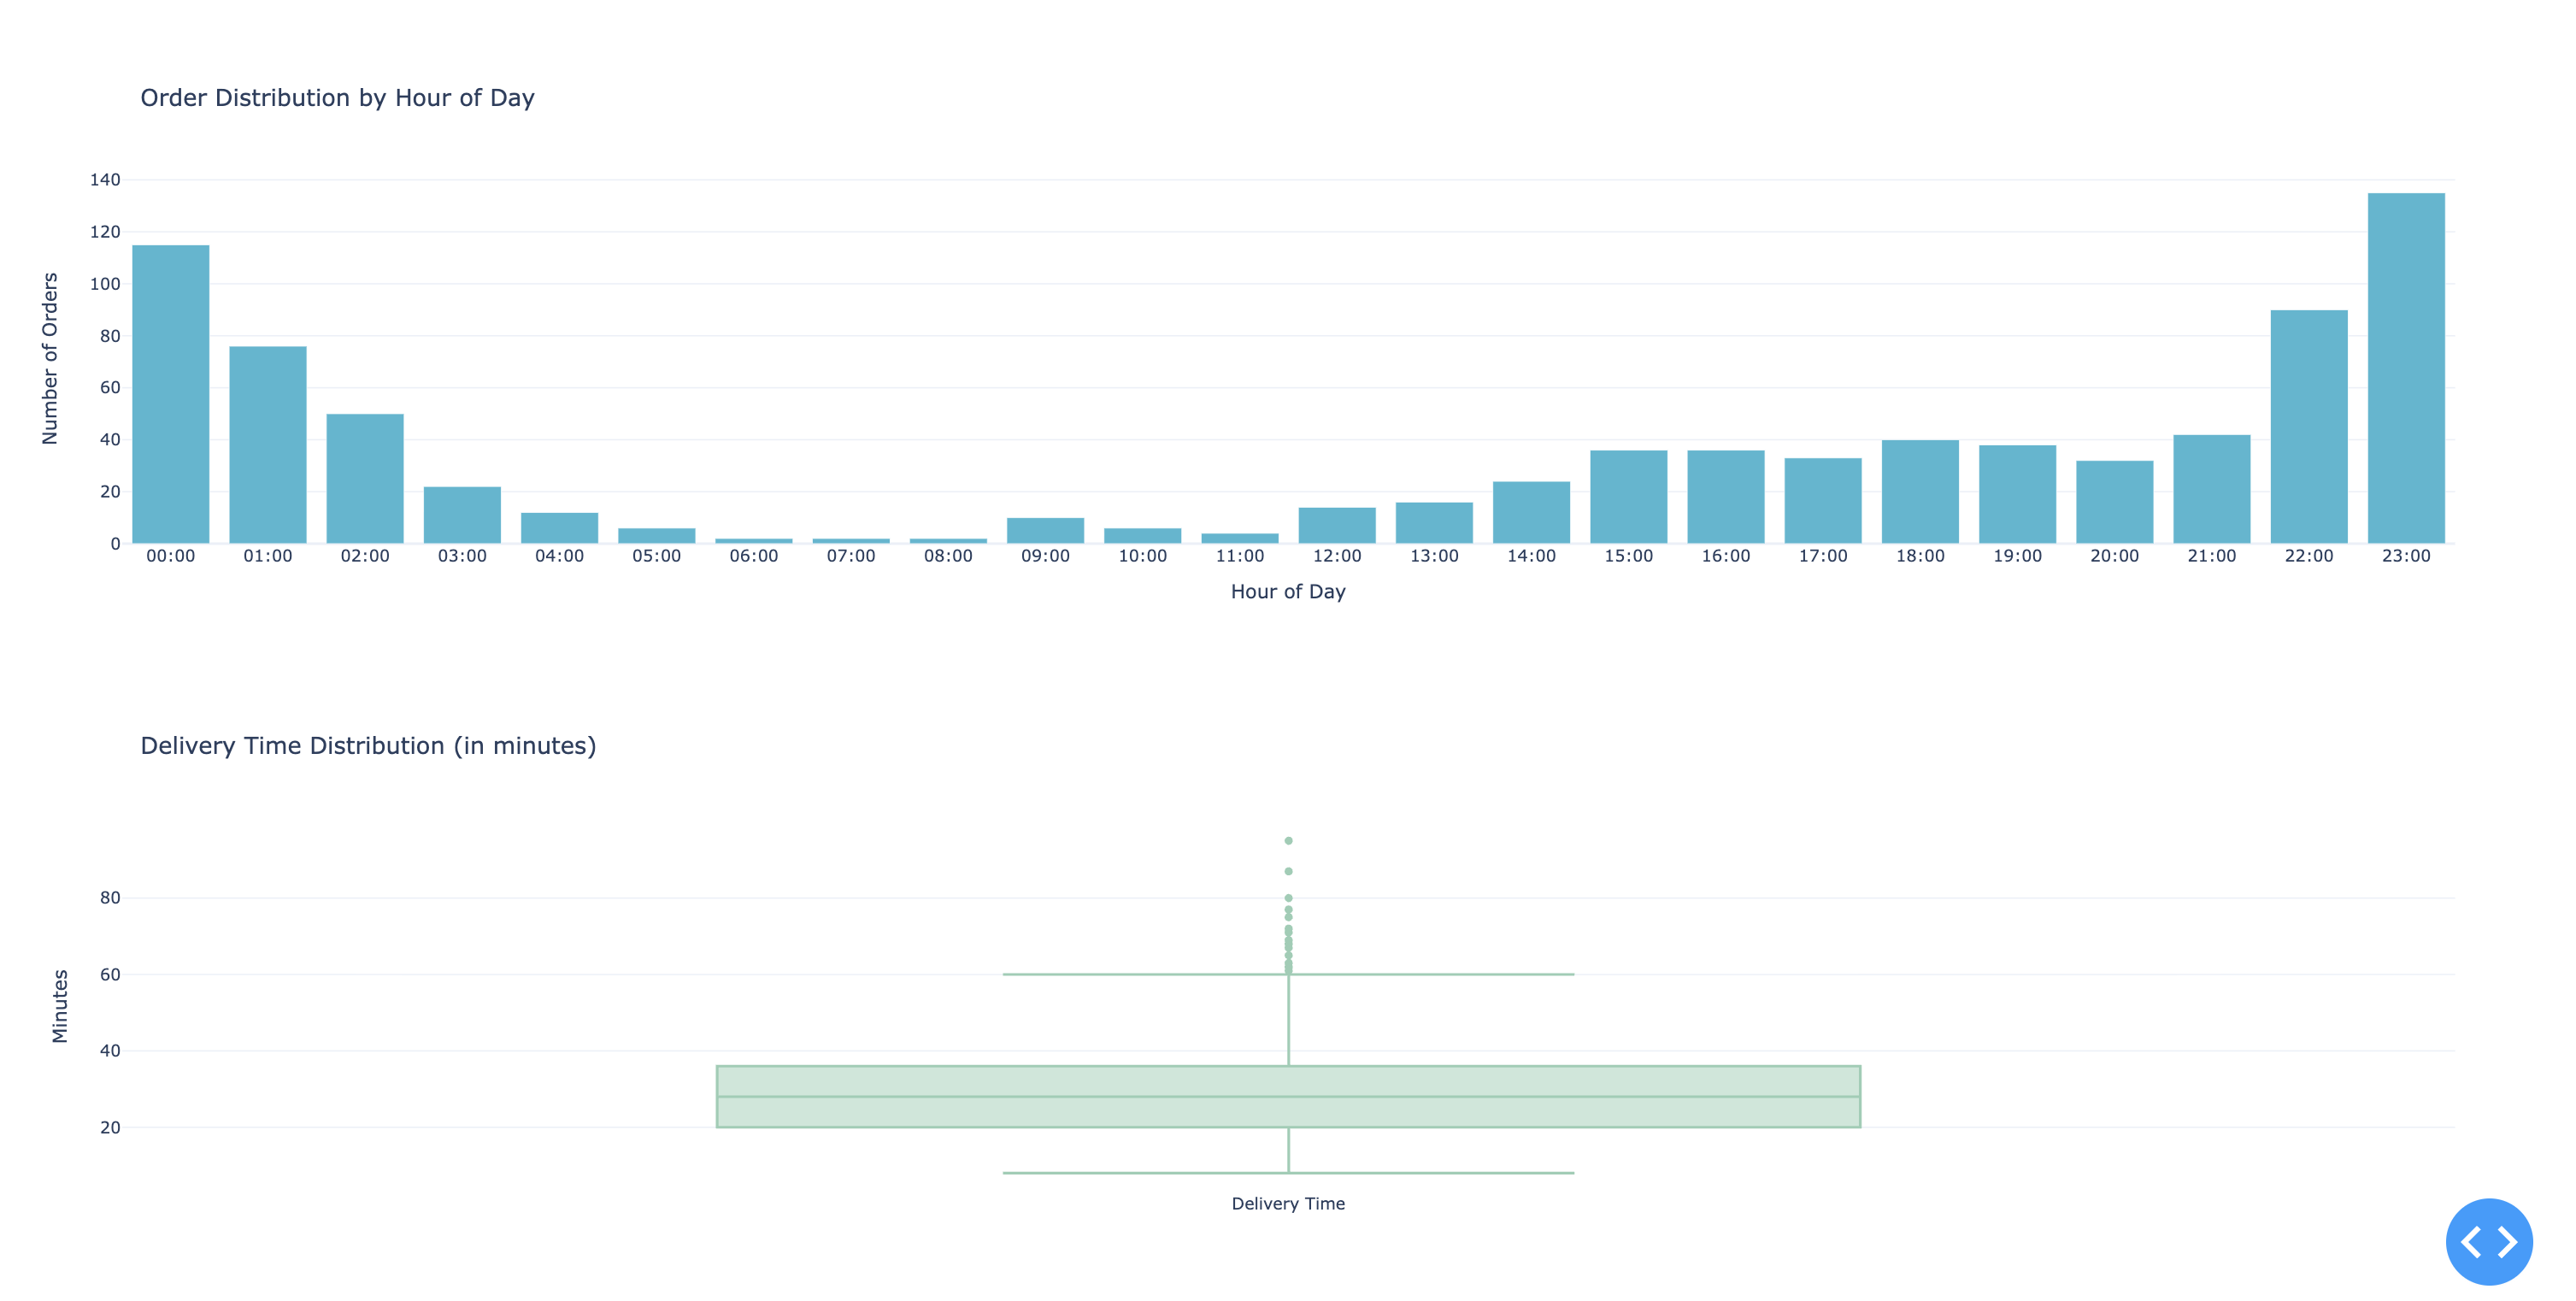 Order Distribution by Hour of Day
140
120
100
80
60
40
20
0
Number of Orders
00:00 01:00 02:00 03:00 04:00 05:00 06:00 07:00 08:00 09:00 10:00 11:00 12:00 13:00 14:00 15:00 16:00 17:00 18:00 19:00 20:00 21:00 22:00 23:00
Hour of Day
Delivery Time Distribution (in minutes)
80
60
40
20
Minutes
Delivery Time